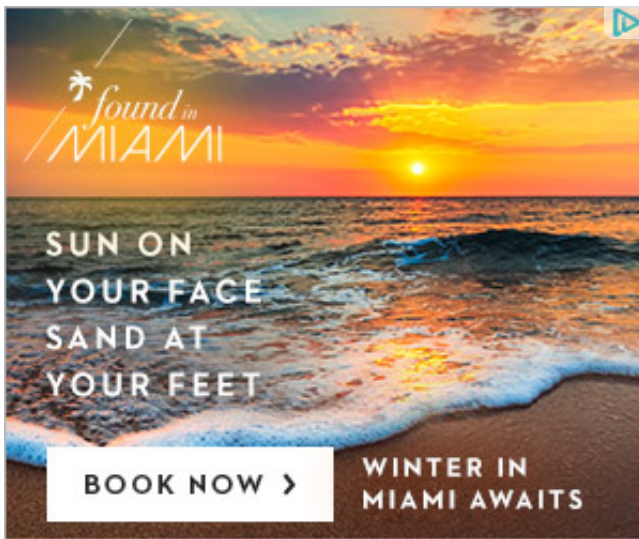 found in
MIAMI
SUN ON
YOUR FACE
SAND AT
YOUR FEET
BOOK NOW >
WINTER IN
MIAMI AWAITS